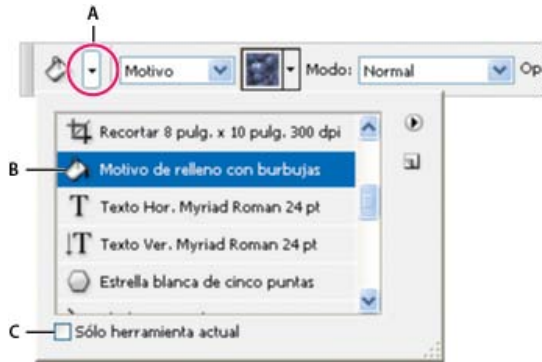 A
Motivo Modo: Normal Op
Recortar 8 pulg. x 10 pulg. 300 dpi
B Motivo de relleno con burbujas
T Texto Hor. Myriad Roman 24 pt
T Texto Ver. Myriad Roman 24 pt
Estrella blanca de cinco puntas
C Sólo herramienta actual